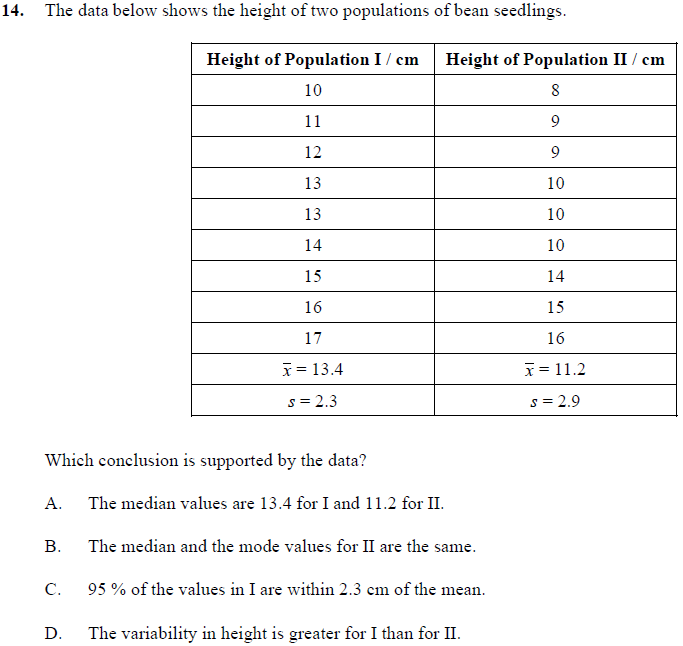 14. The data below shows the height of two populations of bean seedlings.
Height of Population I / cm Height of Population II / cm
10 8
11 9
12 9
13 10
13 10
14 10
15 14
16 15
17 16
x̄ = 13.4 x̄ = 11.2
s = 2.3 s = 2.9
Which conclusion is supported by the data?
A. The median values are 13.4 for I and 11.2 for II.
B. The median and the mode values for II are the same.
C. 95 % of the values in I are within 2.3 cm of the mean.
D. The variability in height is greater for I than for II.